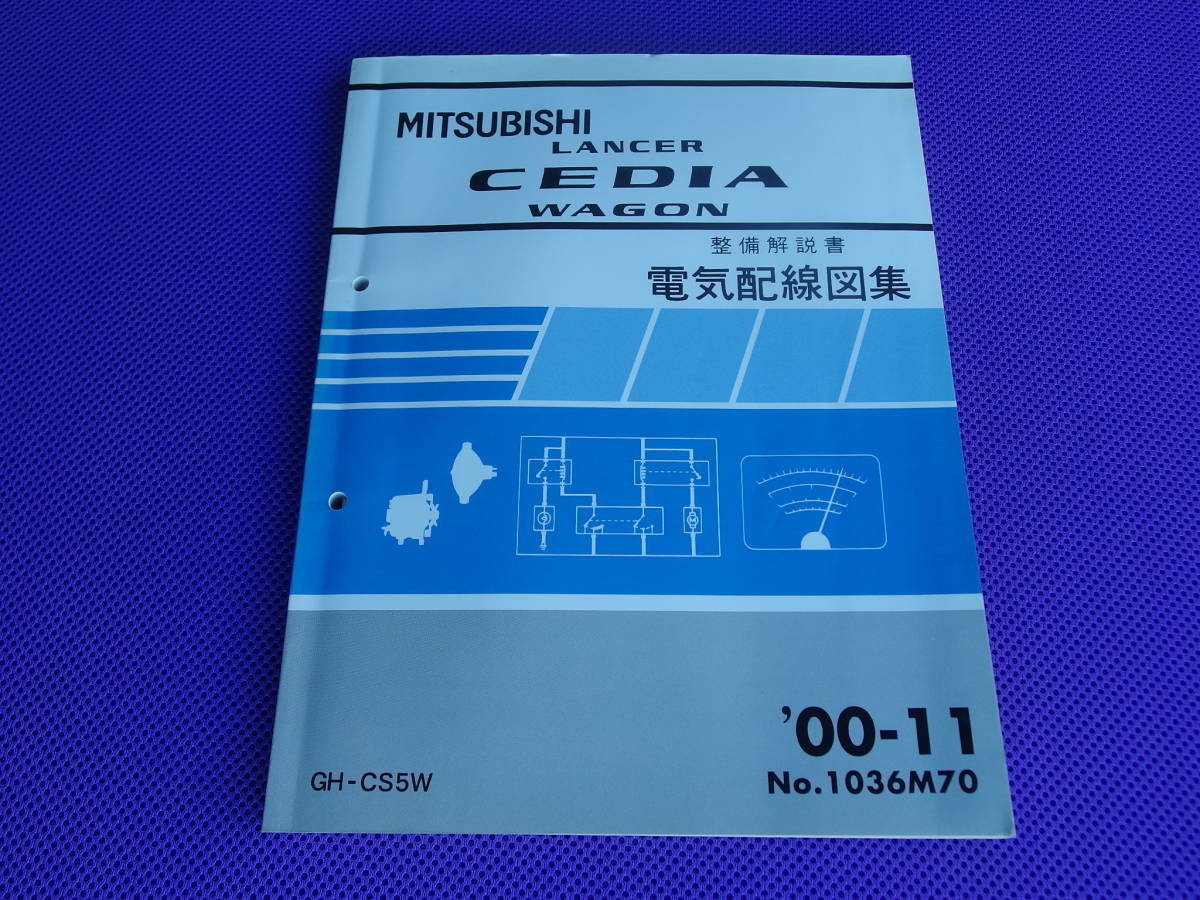 MITSUBISHI
LANCER
CEDIA
WAGON
整備解説書
電気配線図集
M
'00-11
GH-CS5W
No.1036M70